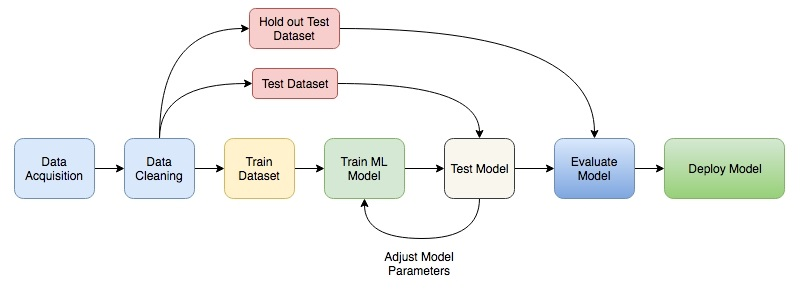 Hold out Test
Dataset
Test Dataset
Data
Acquisition
Data
Cleaning
Train
Dataset
Train ML
Model
Test Model
Evaluate
Model
Deploy Model
Adjust Model
Parameters